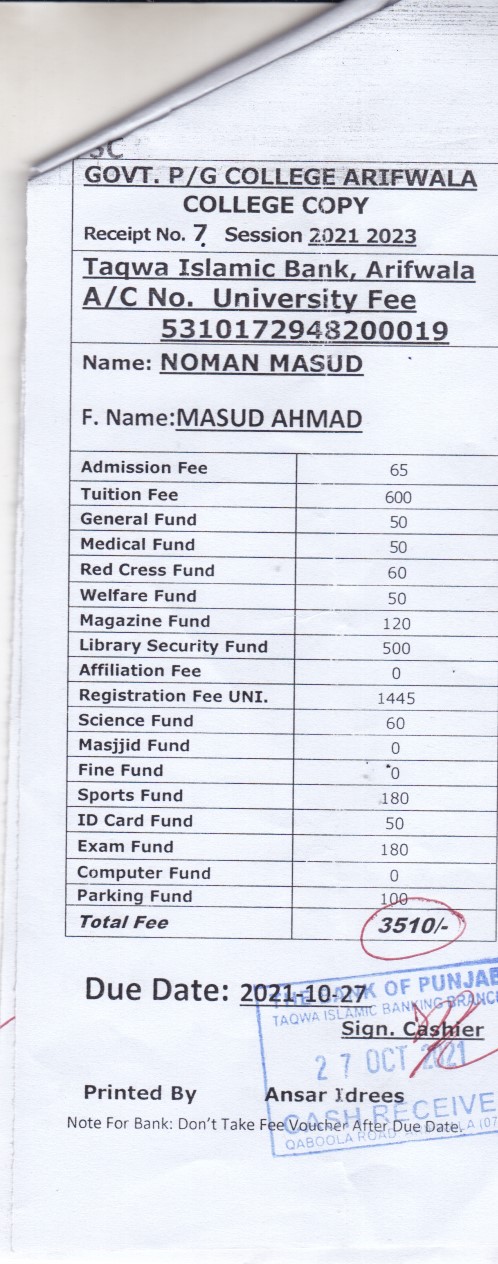 SC
GOVT. P/G COLLEGE ARIFWALA
COLLEGE COPY
Receipt No. 7 Session 2021 2023
Taqwa Islamic Bank, Arifwala
A/C No. University Fee
5310172948200019
Name: NOMAN MASUD
F. Name:MASUD AHMAD
Admission Fee 65
Tuition Fee 600
General Fund 50
Medical Fund 50
Red Cress Fund 60
Welfare Fund 50
Magazine Fund 120
Library Security Fund 500
Affiliation Fee 0
Registration Fee UNI. 1445
Science Fund 60
Masjjid Fund 0
Fine Fund 0
Sports Fund 180
ID Card Fund 50
Exam Fund 180
Computer Fund 0
Parking Fund 100
Total Fee 3510/-
Due Date: 2021-10-27
THE BANK OF PUNJAB
TAQWA ISLAMIC BANKING BRANCH
Sign. Cashier
27 OCT 2021
Printed By Ansar Idrees
CASH RECEIVE
Note For Bank: Don't Take Fee Voucher After Due Date.
QABOOLA ROAD